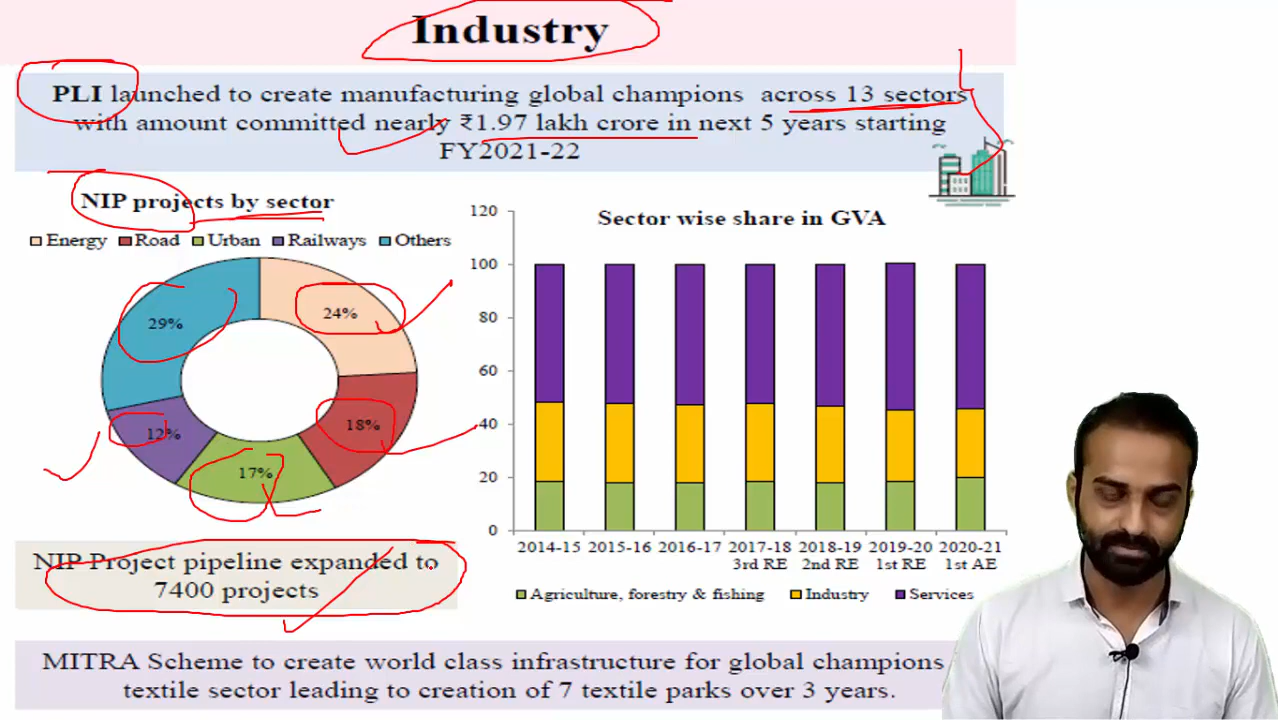 Industry
PLI launched to create manufacturing global champions across 13 sectors
with amount committed nearly ₹1.97 lakh crore in next 5 years starting
FY2021-22
NIP projects by sector
Energy Road Urban Railways Others
24%
18%
17%
12%
29%
Sector wise share in GVA
120
100
80
60
40
20
0
2014-15 2015-16 2016-17 2017-18 2018-19 2019-20 2020-21
3rd RE 2nd RE 1st RE 1st AE
Agriculture, forestry & fishing Industry Services
NIP Project pipeline expanded to
7400 projects
MITRA Scheme to create world class infrastructure for global champions
textile sector leading to creation of 7 textile parks over 3 years.